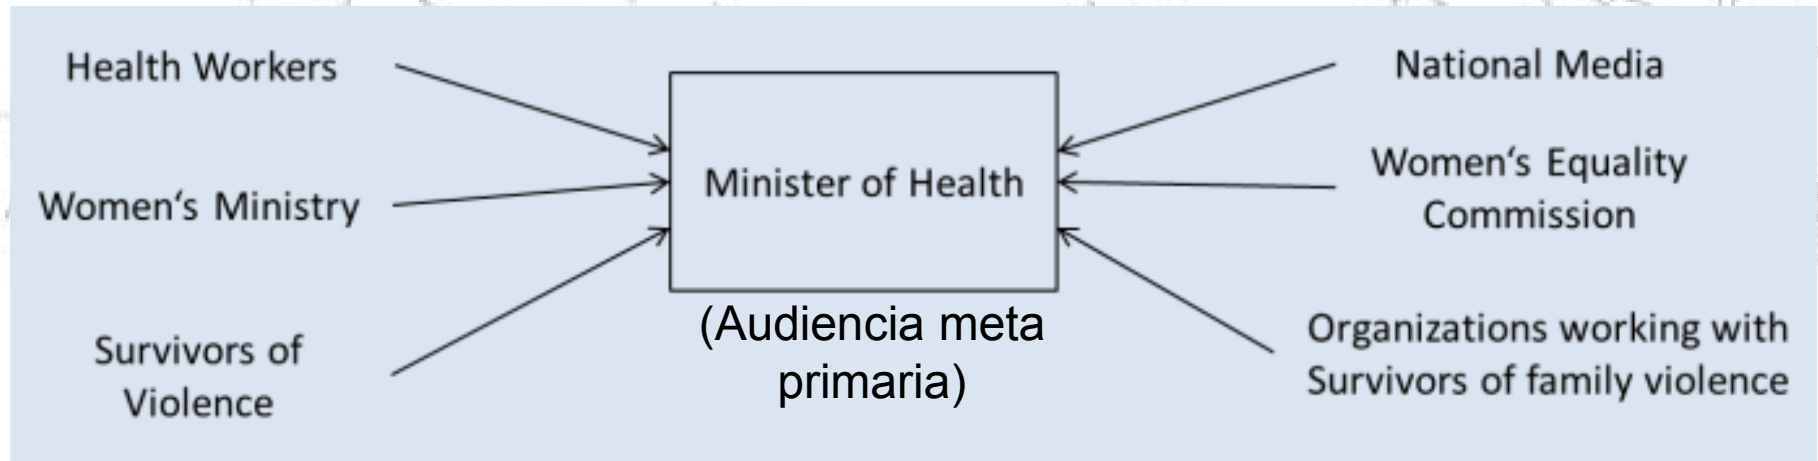 Health Workers
Women‘s Ministry
Survivors of
Violence
Minister of Health
(Audiencia meta
primaria)
National Media
Women‘s Equality
Commission
Organizations working with
Survivors of family violence